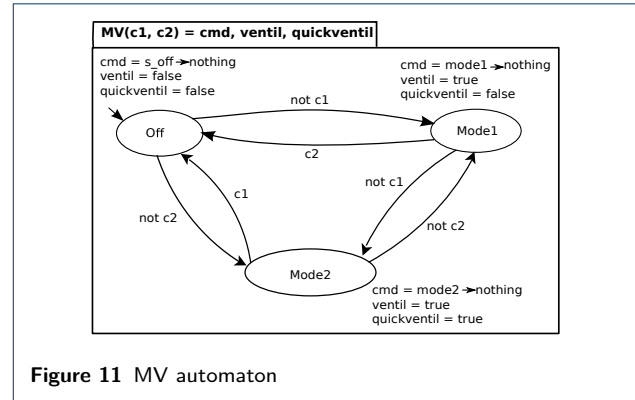 MV(c1, c2) = cmd, ventil, quickventil
cmd = s_off→nothing
ventil = false
quickventil = false
cmd = mode1→nothing
ventil = true
quickventil = false
not c1
Off
Mode1
c2
not c1
c1
not c2
not c2
Mode2
cmd = mode2→nothing
ventil = true
quickventil = true
Figure 11 MV automaton